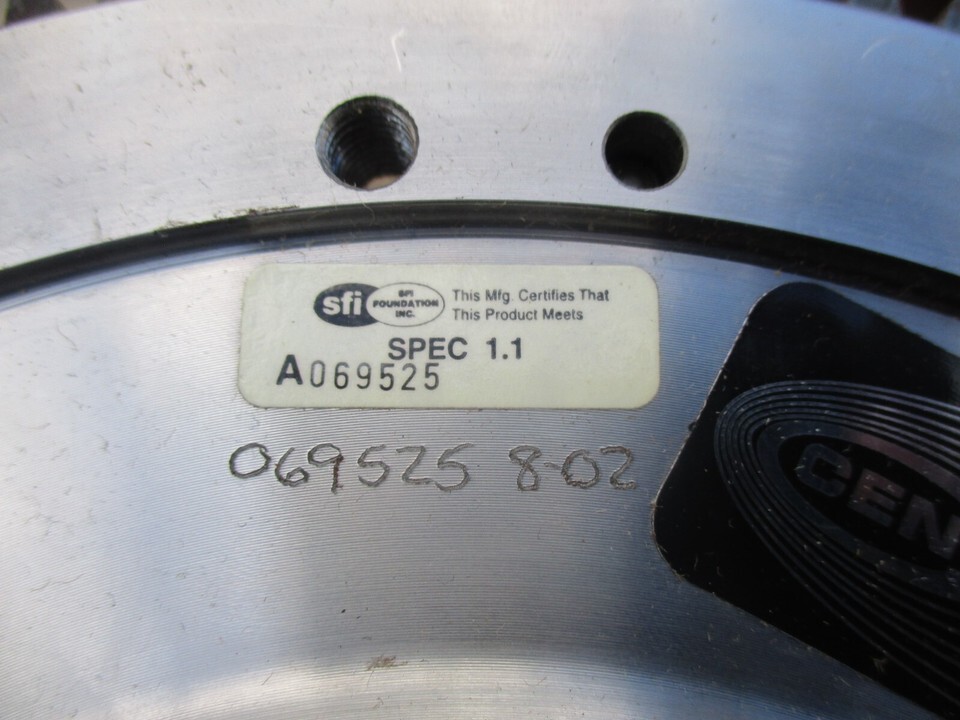 sfi
SFI
FOUNDATION
INC.
This Mfg. Certifies That
This Product Meets
SPEC 1.1
A069525
069525 8-02
CEN